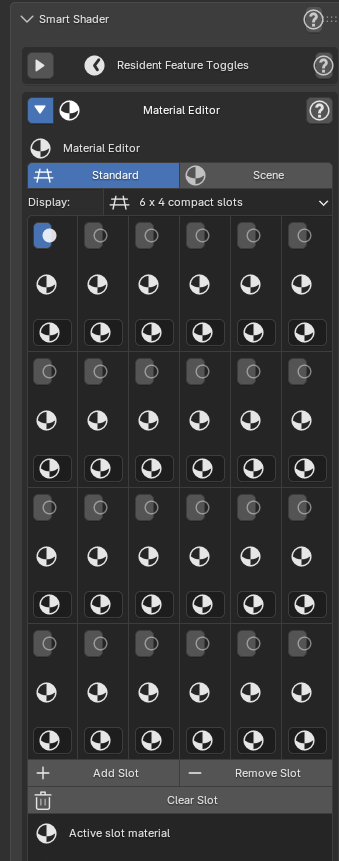 Smart Shader
Resident Feature Toggles
Material Editor
Material Editor
Standard Scene
Display: 6 x 4 compact slots
Add Slot Remove Slot
Clear Slot
Active slot material